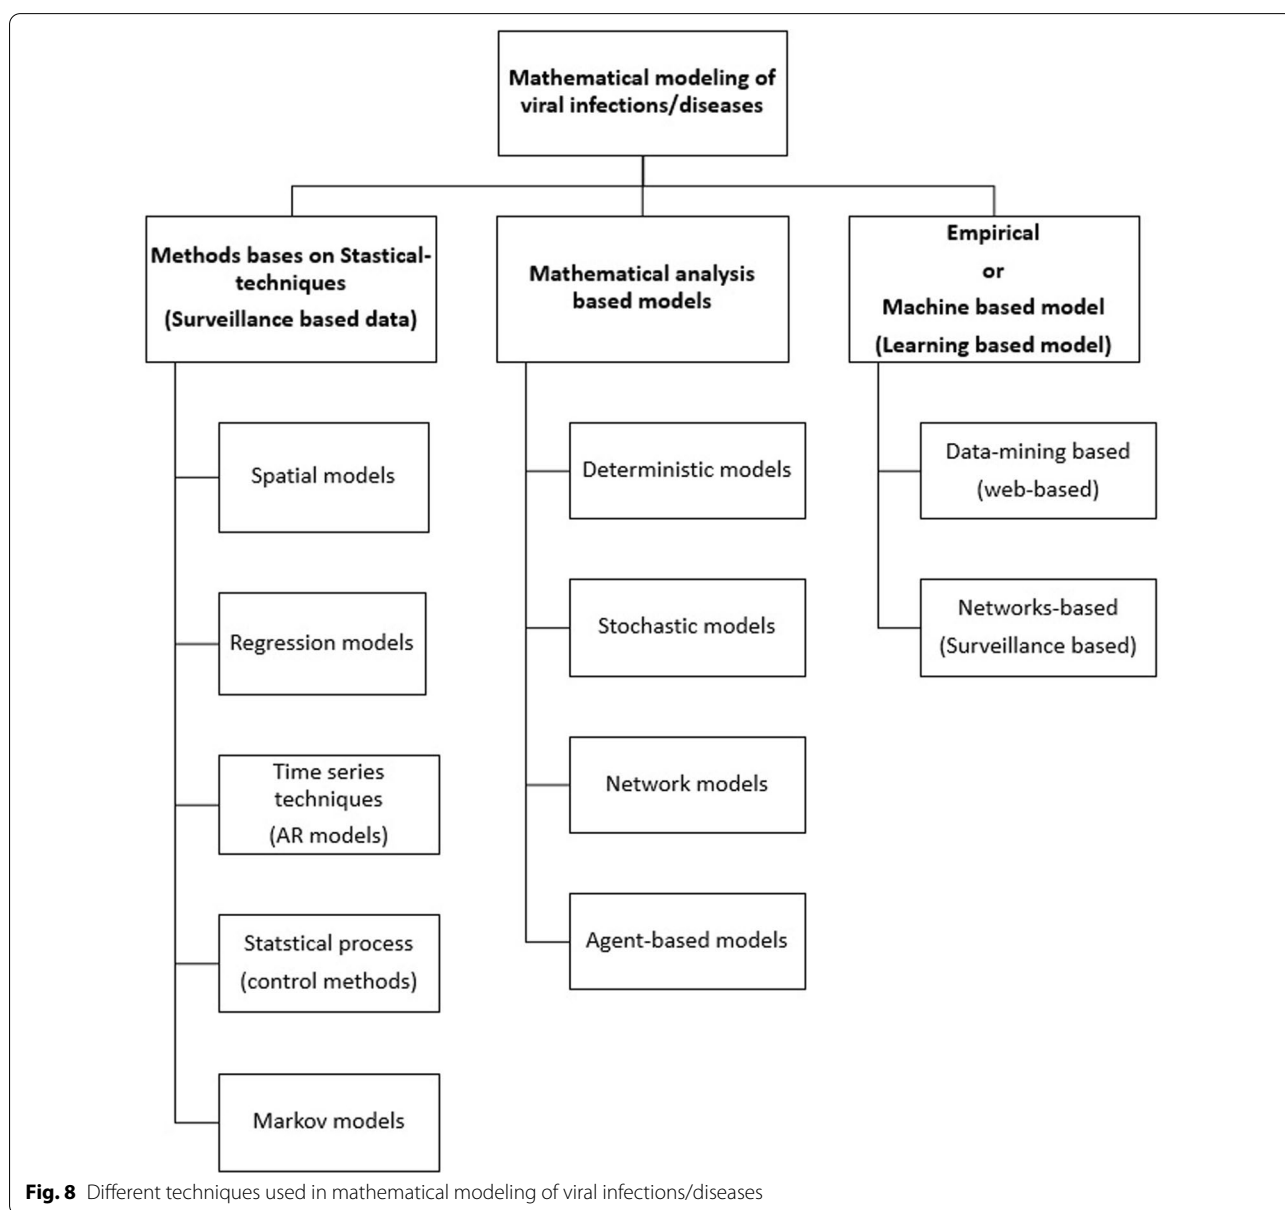 Mathematical modeling of
viral infections/diseases
Methods bases on Stastical-
techniques
(Surveillance based data)
Spatial models
Regression models
Time series
techniques
(AR models)
Statstical process
(control methods)
Markov models
Mathematical analysis
based models
Deterministic models
Stochastic models
Network models
Agent-based models
Empirical
or
Machine based model
(Learning based model)
Data-mining based
(web-based)
Networks-based
(Surveillance based)
Fig. 8 Different techniques used in mathematical modeling of viral infections/diseases